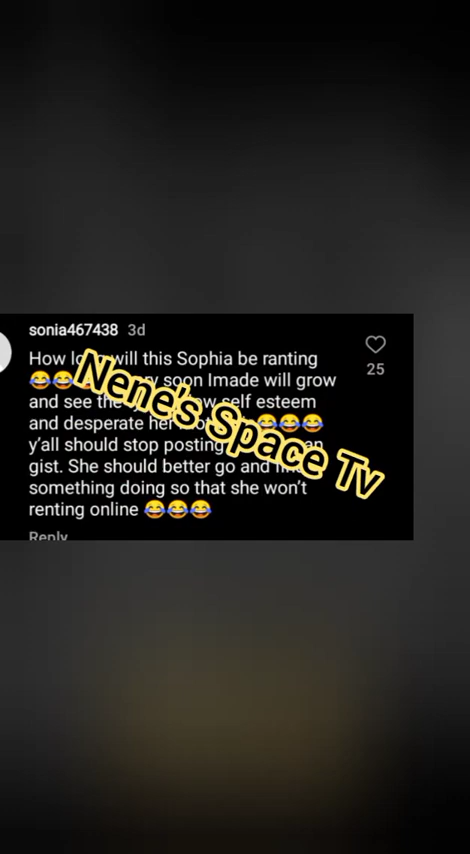 sonia467438 3d
How will this Sophia be ranting
😂😂 soon Imade will grow
and see the self esteem
and desperate her 😂😂😂
y'all should stop posting
gist. She should better go and
something doing so that she won't
renting online 😂😂😂
Reply
25
Nene's Space Tv